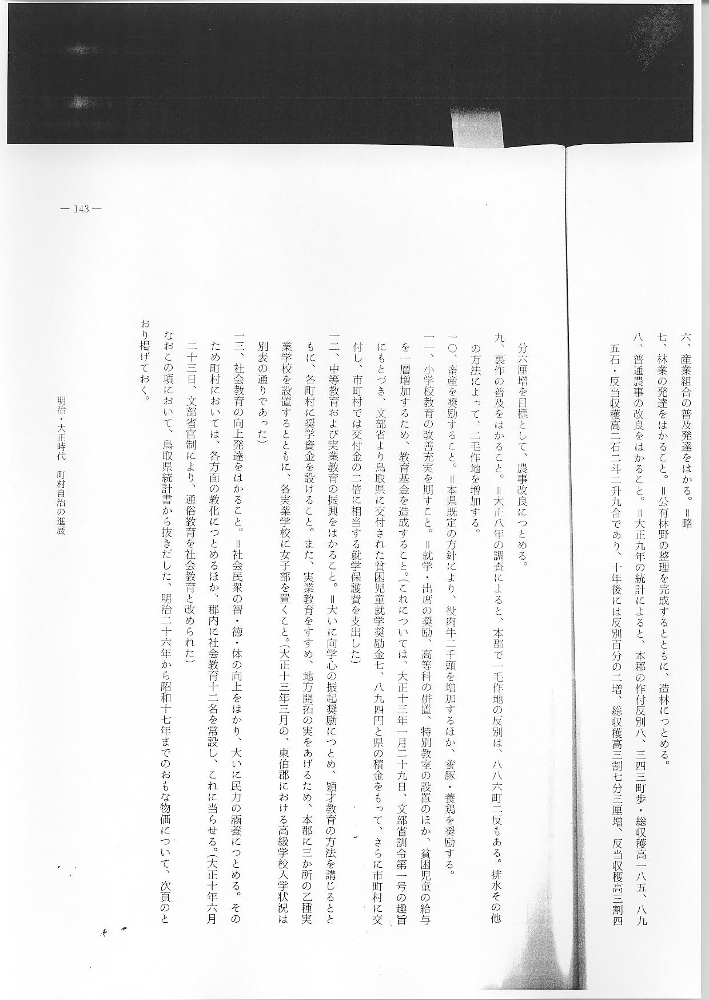 六、産業組合の普及発達をはかる。＝略
七、林業の発達をはかること。＝公有林野の整理を完成するとともに、造林につとめる。
八、普通農事の改良をはかること。＝大正九年の統計によると、本郡の作付反別八、三四三町歩・総収穫高一八五、八九
五石・反当収穫高二石二斗二升九合であり、十年後には反別百分の二増、総収穫高三割七分三厘増、反当収穫高三割四
分六厘増を目標として、農事改良につとめる。
九、裏作の普及をはかること。＝大正八年の調査によると、本郡で一毛作地の反別は、八八六町二反もある。排水その他
の方法によって、二毛作地を増加する。
一〇、畜産を奨励すること。＝本県既定の方針により、役肉牛二千頭を増加するほか、養豚・養鶏を奨励する。
一一、小学校教育の改善充実を期すこと。＝就学・出席の奨励、高等科の併置、特別教室の設置のほか、貧困児童の給与
を一層増加するため、教育基金を造成すること。（これについては、大正十三年一月二十九日、文部省訓令第一号の趣旨
にもとづき、文部省より鳥取県に交付された貧困児童就学奨励金七、八九四円と県の積金をもって、さらに市町村に交
付し、市町村では交付金の二倍に相当する就学保護費を支出した）
一二、中等教育および実業教育の振興をはかること。＝大いに向学心の振起奨励につとめ、穎才教育の方法を講じるとと
もに、各町村に奨学資金を設けること。また、実業教育をすすめ、地方開拓の実をあげるため、本郡に三か所の乙種実
業学校を設置するとともに、各実業学校に女子部を置くこと。（大正十三年三月の、東伯郡における高級学校入学状況は
別表の通りであった）
一三、社会教育の向上発達をはかること。＝社会民衆の智・徳・体の向上をはかり、大いに民力の涵養につとめる。その
ため町村においては、各方面の教化につとめるほか、郡内に社会教育十二名を常設し、これに当らせる。（大正十年六月
二十三日、文部省官制により、通俗教育を社会教育と改められた）
なおこの項において、鳥取県統計書から抜きだした、明治二十六年から昭和十七年までのおもな物価について、次頁のと
おり掲げておく。
明治・大正時代　町村自治の進展
― 143 ―